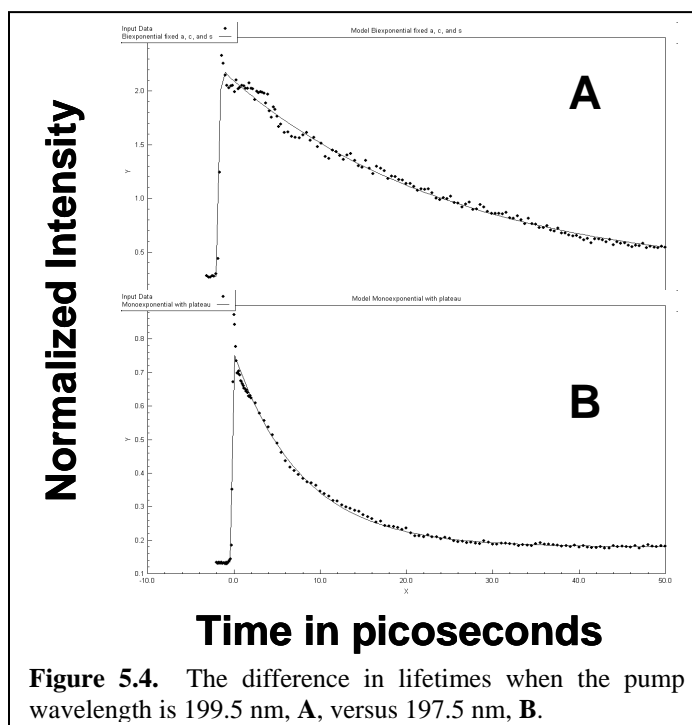 Input Data
Biexponential fixed a, c, and s
Model Biexponential fixed a, c, and s
A
2.0
1.5
1.0
0.5
Y
Input Data
Monoexponential with plateau
Model Monoexponential with plateau
B
0.8
0.7
0.6
0.5
0.4
0.3
0.2
0.1
Y
-10.0 0.0 10.0 20.0 30.0 40.0 50.0
X
Normalized Intensity
Time in picoseconds
Figure 5.4. The difference in lifetimes when the pump
wavelength is 199.5 nm, A, versus 197.5 nm, B.